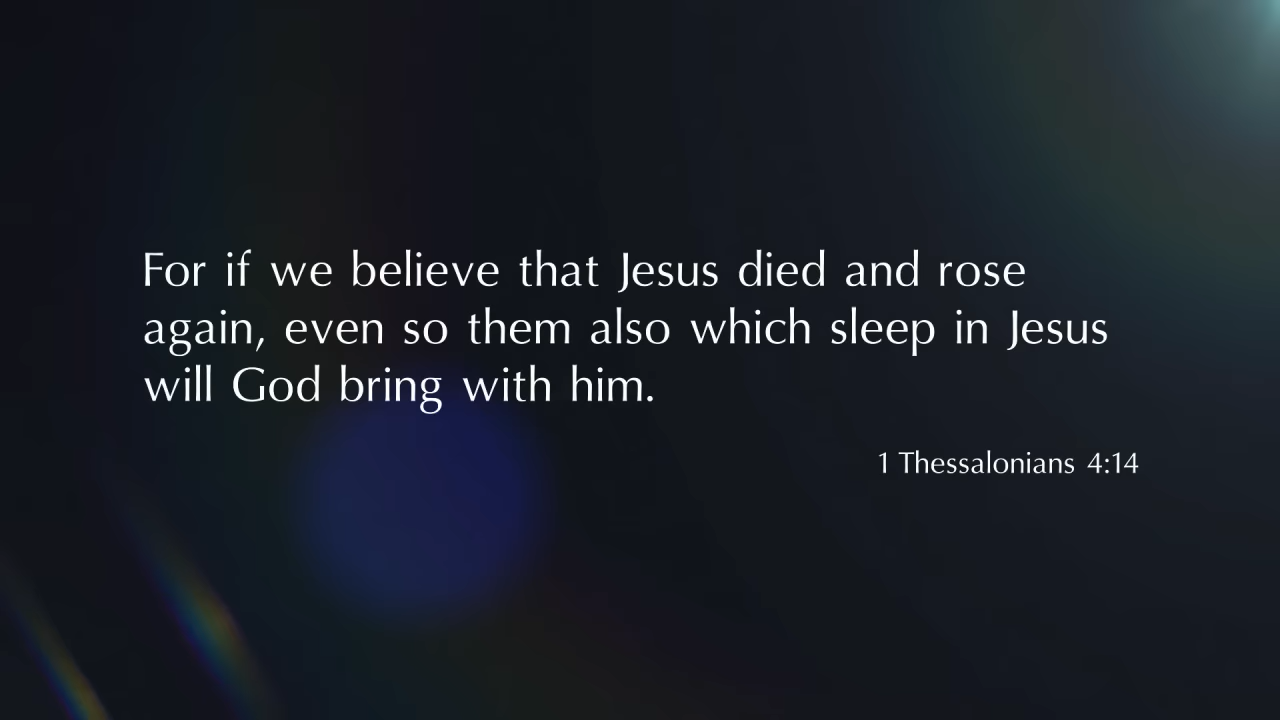 For if we believe that Jesus died and rose
again, even so them also which sleep in Jesus
will God bring with him.
1 Thessalonians 4:14